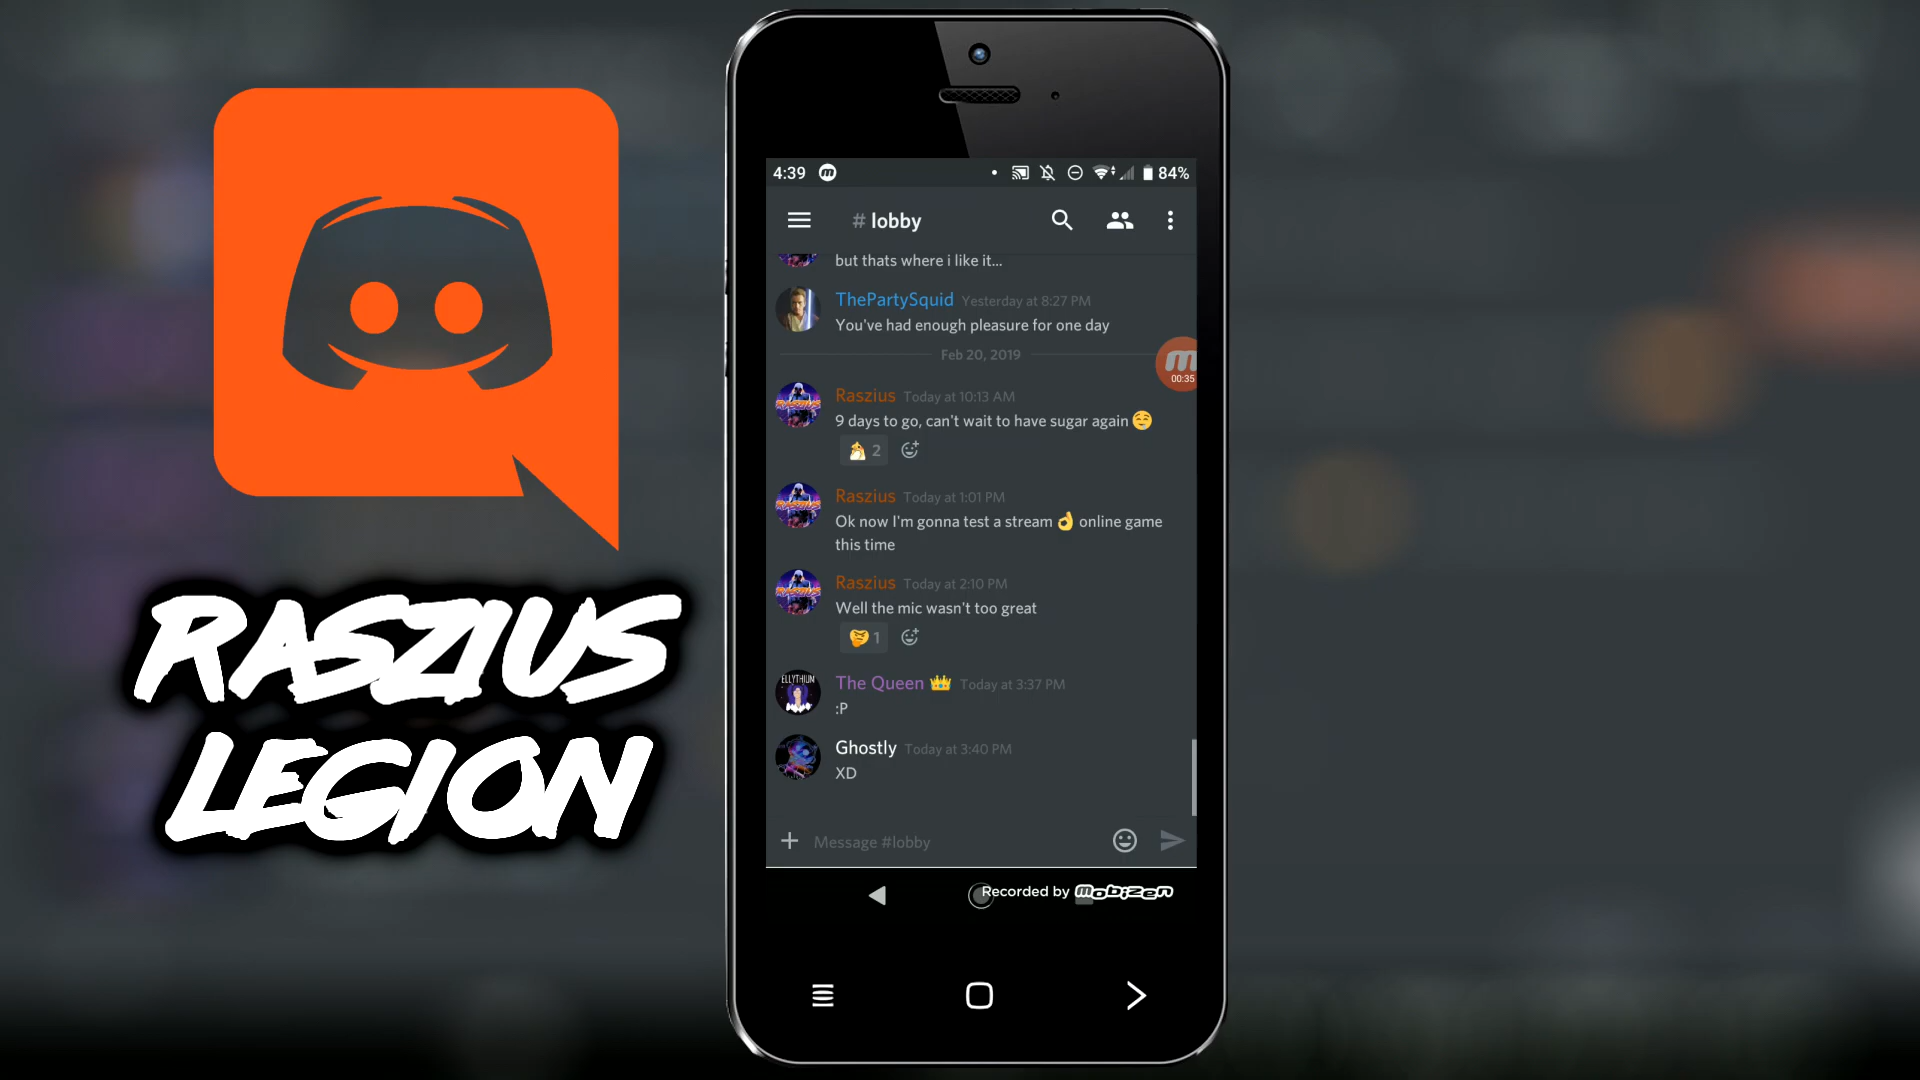 RASZIUS
LEGION
4:39
84%
# lobby
but thats where i like it...
ThePartySquid Yesterday at 8:27 PM
You've had enough pleasure for one day
Feb 20, 2019
00:35
Raszius Today at 10:13 AM
9 days to go, can't wait to have sugar again ☺️
2
Raszius Today at 1:01 PM
Ok now I'm gonna test a stream 👌 online game
this time
Raszius Today at 2:10 PM
Well the mic wasn't too great
1
The Queen 👑 Today at 3:37 PM
:P
Ghostly Today at 3:40 PM
XD
+ Message #lobby
Recorded by mobizen